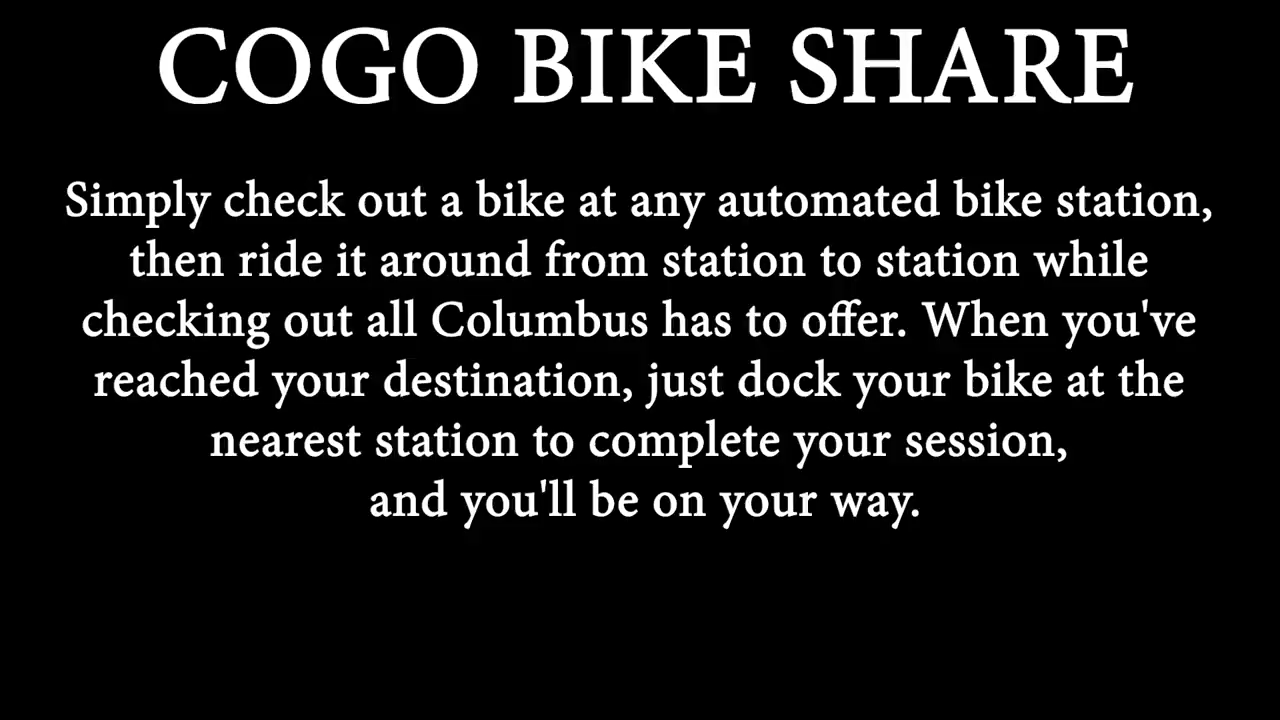 COGO BIKE SHARE
Simply check out a bike at any automated bike station,
then ride it around from station to station while
checking out all Columbus has to offer. When you've
reached your destination, just dock your bike at the
nearest station to complete your session,
and you'll be on your way.